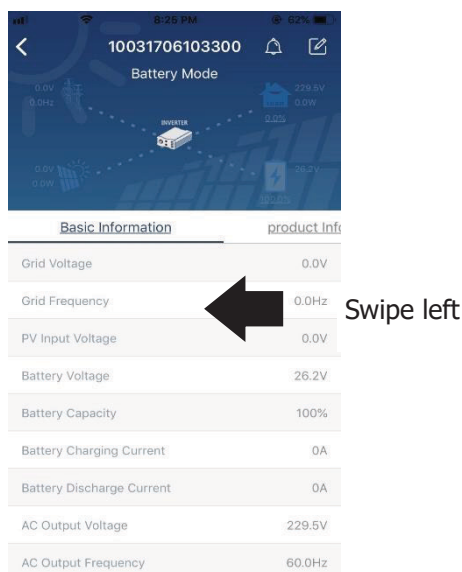 8:25 PM 62%
10031706103300
Battery Mode
0.0V
0.0Hz
229.5V
0.0W
0.0%
INVERTER
0.0V
0.0W
26.2V
100.0%
Basic Information product Info
Grid Voltage 0.0V
Grid Frequency 0.0Hz
Swipe left
PV Input Voltage 0.0V
Battery Voltage 26.2V
Battery Capacity 100%
Battery Charging Current 0A
Battery Discharge Current 0A
AC Output Voltage 229.5V
AC Output Frequency 60.0Hz